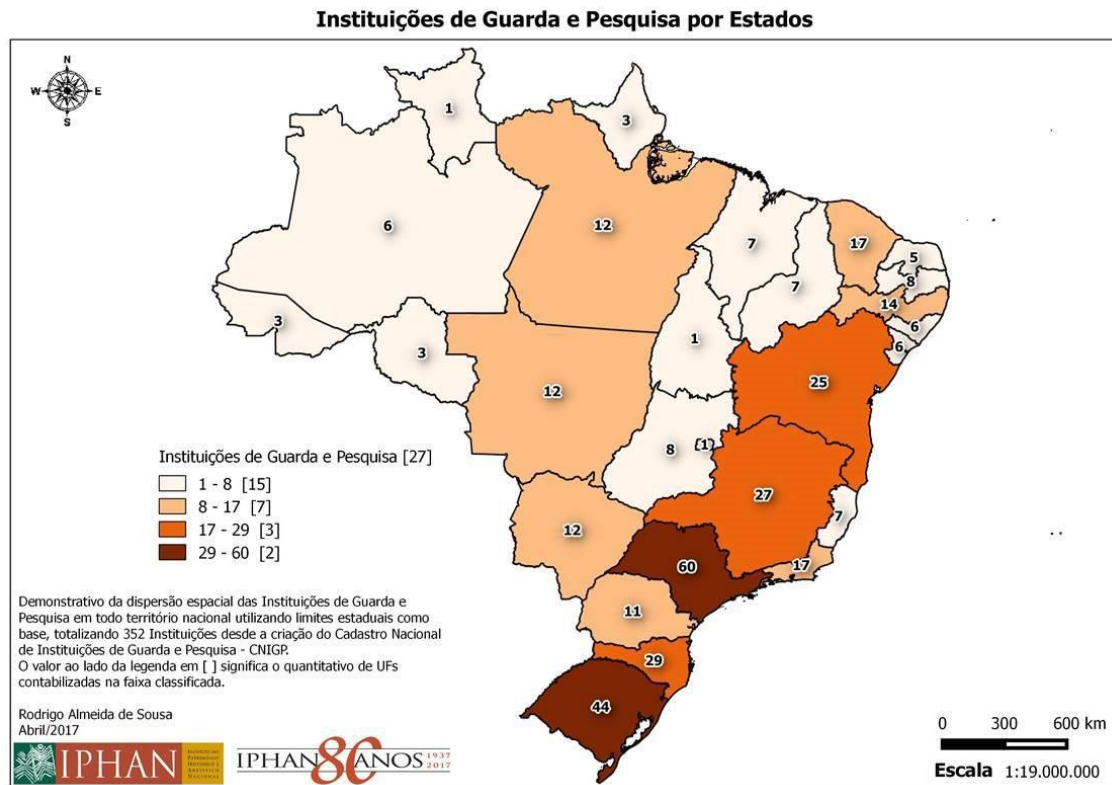 Instituições de Guarda e Pesquisa por Estados
N
W E
S
1
3
6
12
7
17
5
7
8
14
6
6
3
3
1
25
12
8
[1]
27
7
12
60
17
11
29
44
Instituições de Guarda e Pesquisa [27]
1 - 8 [15]
8 - 17 [7]
17 - 29 [3]
29 - 60 [2]
Demonstrativo da dispersão espacial das Instituições de Guarda e
Pesquisa em todo território nacional utilizando limites estaduais como
base, totalizando 352 Instituições desde a criação do Cadastro Nacional
de Instituições de Guarda e Pesquisa - CNIGP.
O valor ao lado da legenda em [ ] significa o quantitativo de UFs
contabilizadas na faixa classificada.
Rodrigo Almeida de Sousa
Abril/2017
IPHAN
INSTITUTO DO
PATRIMÔNIO
HISTÓRICO E
ARTÍSTICO
NACIONAL
IPHAN 80 ANOS 1937
2017
0 300 600 km
Escala 1:19.000.000